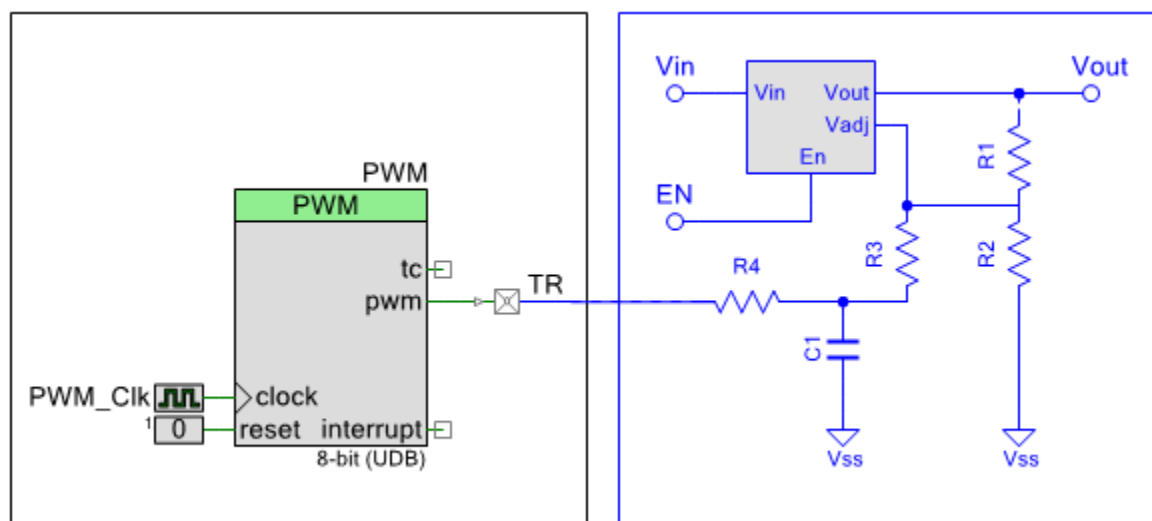 PWM
PWM
tc
pwm
TR
PWM_Clk
clock
1
0
reset
interrupt
8-bit (UDB)
Vin
Vout
Vin
Vout
Vadj
En
EN
R1
R2
R3
R4
C1
Vss
Vss